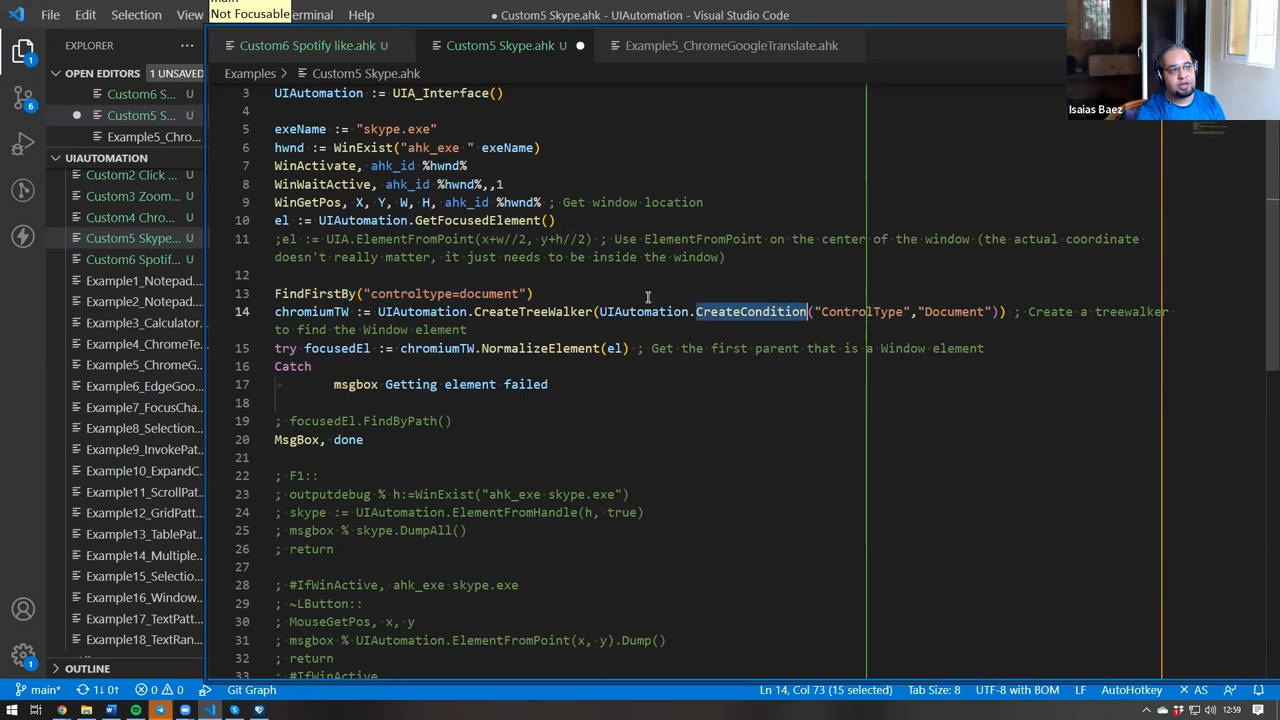 main
Not Focusable
File Edit Selection View Terminal Help
● Custom5 Skype.ahk - UIAutomation - Visual Studio Code
Isaias Baez
EXPLORER ···
OPEN EDITORS 1 UNSAVED
Custom6 S... U
Custom5 S... U
Example5_Chro...
UIAUTOMATION
Custom2 Click ... U
Custom3 Zoom... U
Custom4 Chro... U
Custom5 Skype... U
Custom6 Spotif... U
Example1_Notepad...
Example2_Notepad...
Example3_Calculator...
Example5_ChromeG...
Example6_EdgeGoo...
Example7_FocusCha...
Example8_Selection...
Example9_InvokePat...
Example10_ExpandC...
Example11_ScrollPat...
Example12_GridPatt...
Example13_TablePat...
Example14_Multiple...
Example15_Selectio...
Example16_Window...
Example17_TextPatt...
Example18_TextRan...
OUTLINE
Custom6 Spotify like.ahk U
Custom5 Skype.ahk U ●
Example5_ChromeGoogleTranslate.ahk
Examples > Custom5 Skype.ahk
3 UIAutomation := UIA_Interface()
4
5 exeName := "skype.exe"
6 hwnd := WinExist("ahk_exe " exeName)
7 WinActivate, ahk_id %hwnd%
8 WinWaitActive, ahk_id %hwnd%,,1
9 WinGetPos, X, Y, W, H, ahk_id %hwnd% ; Get window location
10 el := UIAutomation.GetFocusedElement()
11 ;el := UIA.ElementFromPoint(x+w//2, y+h//2) ; Use ElementFromPoint on the center of the window (the actual coordinate
doesn't really matter, it just needs to be inside the window)
12
13 FindFirstBy("controltype=document")
14 chromiumTW := UIAutomation.CreateTreeWalker(UIAutomation.CreateCondition("ControlType","Document")) ; Create a treewalker
to find the Window element
15 try focusedEl := chromiumTW.NormalizeElement(el) ; Get the first parent that is a Window element
16 Catch
17 msgbox Getting element failed
18
19 ; focusedEl.FindByPath()
20 MsgBox, done
21
22 ; F1::
23 ; outputdebug % h:=WinExist("ahk_exe skype.exe")
24 ; skype := UIAutomation.ElementFromHandle(h, true)
25 ; msgbox % skype.DumpAll()
26 ; return
27
28 ; #IfWinActive, ahk_exe skype.exe
29 ; ~LButton::
30 ; MouseGetPos, x, y
31 ; msgbox % UIAutomation.ElementFromPoint(x, y).Dump()
32 ; return
33 ; #IfWinActive
main* 1↓ 0↑ 0 0 Git Graph
Ln 14, Col 73 (15 selected) Tab Size: 8 UTF-8 with BOM LF AutoHotkey AS
12:59